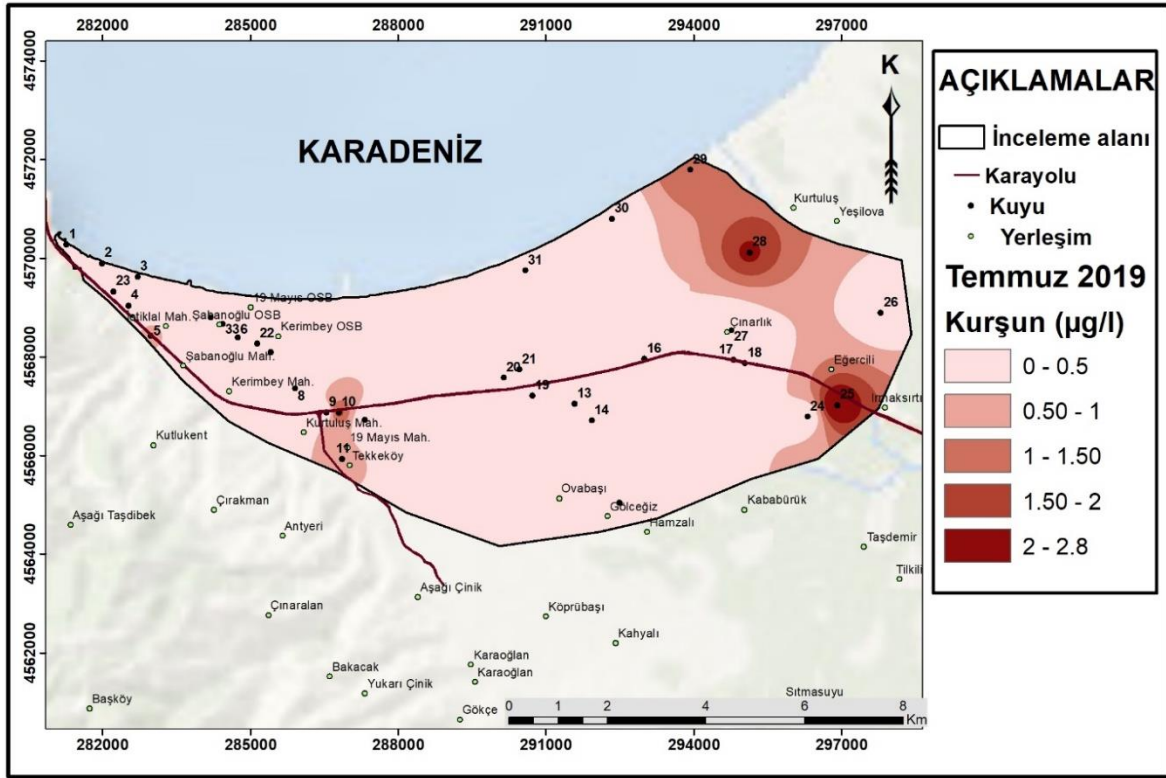 282000 285000 288000 291000 294000 297000
4574000
4572000
4570000
4568000
4566000
4564000
4562000
KARADENİZ
K
29
Kurtuluş
Yeşilova
30
28
1
2
3
31
23
4
19 Mayıs OSB
26
Şabanoğlu OSB
5
336
22
Kerimbey OSB
Çınarlık
27
Şabanoğlu Mah.
16
17
18
21
20
Eğercili
Kerimbey Mah.
8
19
13
9
10
14
24
25
Irmaksırtı
Kurtuluş Mah.
Kutlukent
19 Mayıs Mah.
11
Tekkeköy
Ovabaşı
Gölceğiz
Kababürük
Çırakman
Aşağı Taşdibek
Antyeri
Hamzalı
Taşdemir
Tilkili
Aşağı Çinik
Çınaralan
Köprübaşı
Kahyalı
Karaoğlan
Karaoğlan
Bakacak
Yukarı Çinik
Başköy
Gökçe
Sıtmasuyu
0 1 2 4 6 8
Km
282000 285000 288000 291000 294000 297000
AÇIKLAMALAR
İnceleme alanı
Karayolu
Kuyu
Yerleşim
Temmuz 2019
Kurşun (µg/l)
0 - 0.5
0.50 - 1
1 - 1.50
1.50 - 2
2 - 2.8